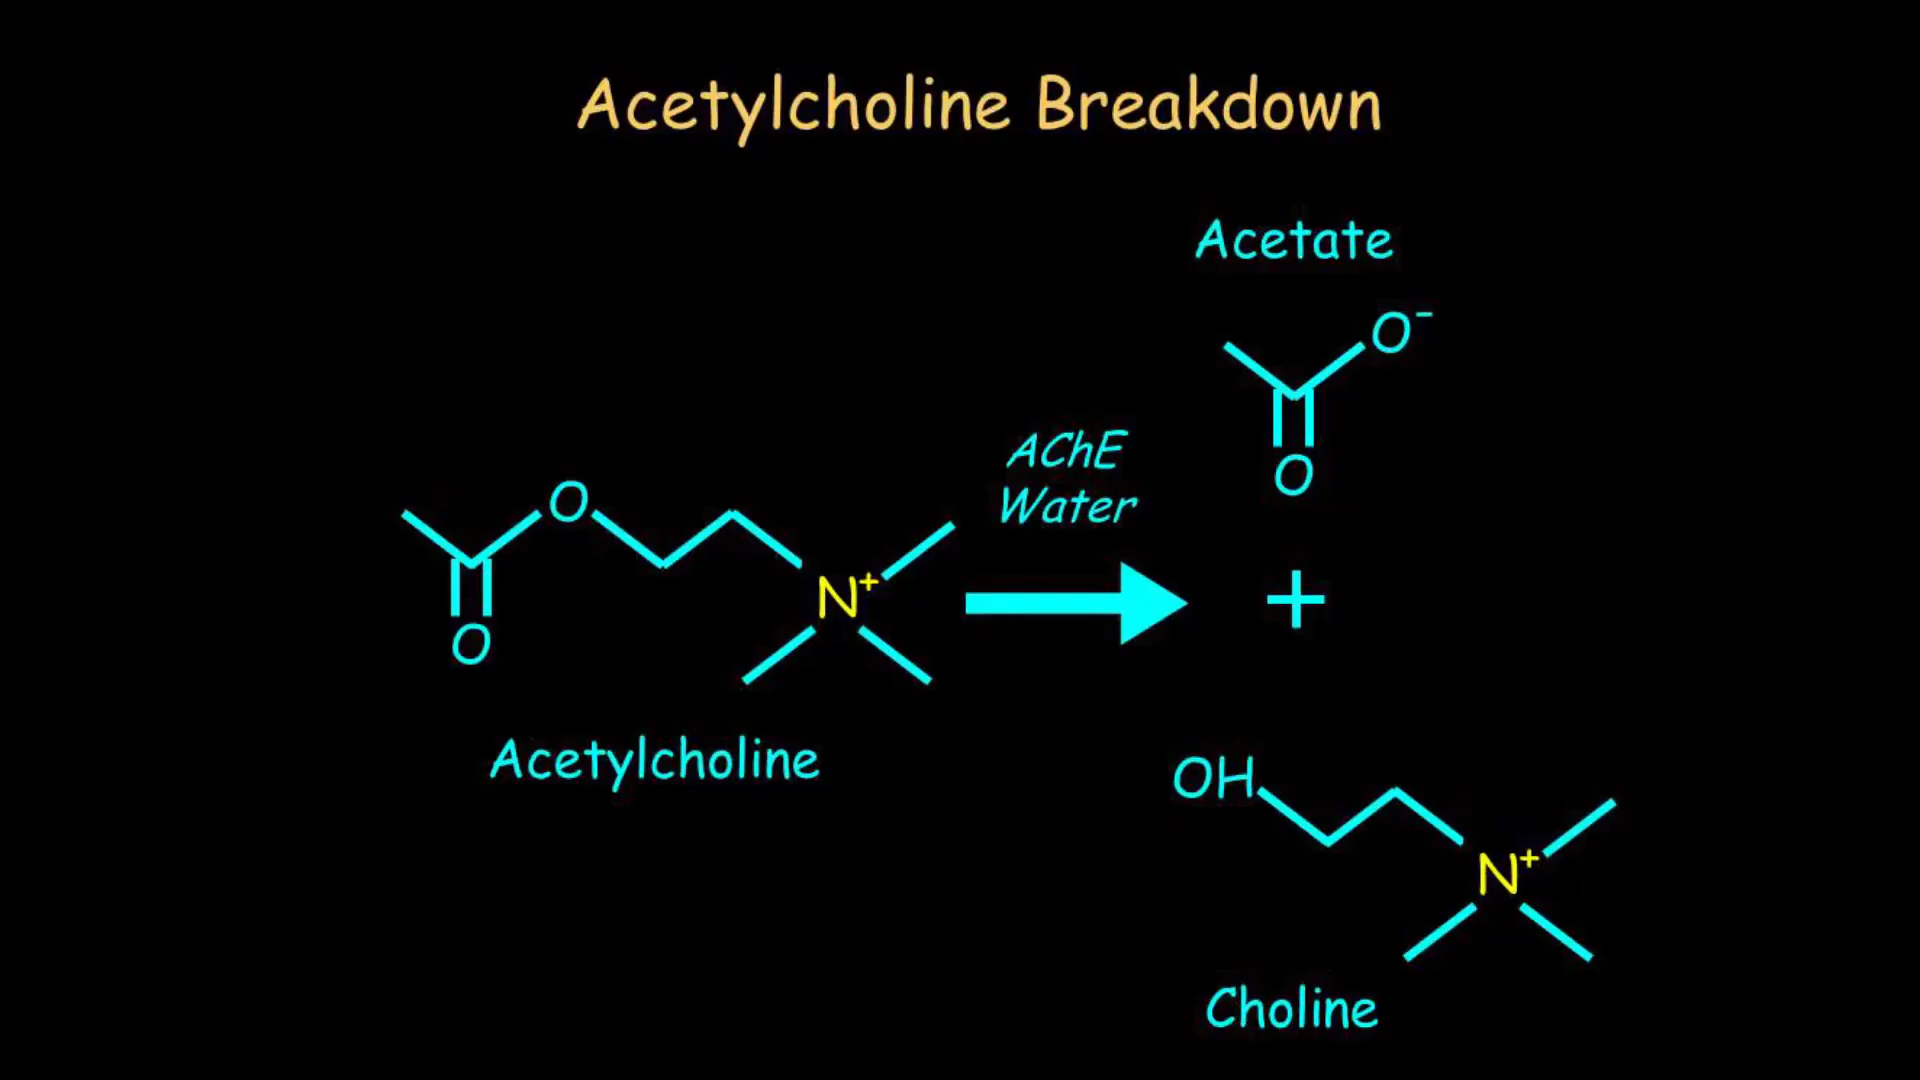 Acetylcholine Breakdown
Acetate
O⁻
O
AChE
Water
O
N⁺
O
+
Acetylcholine
OH
N⁺
Choline